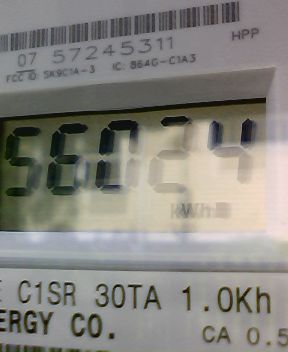 07 57245311
HPP
FCC ID: SK9C1A-3 IC: 864G-C1A3
56024
kWh
C1SR 30TA 1.0Kh
ERGY CO.
CA 0.5